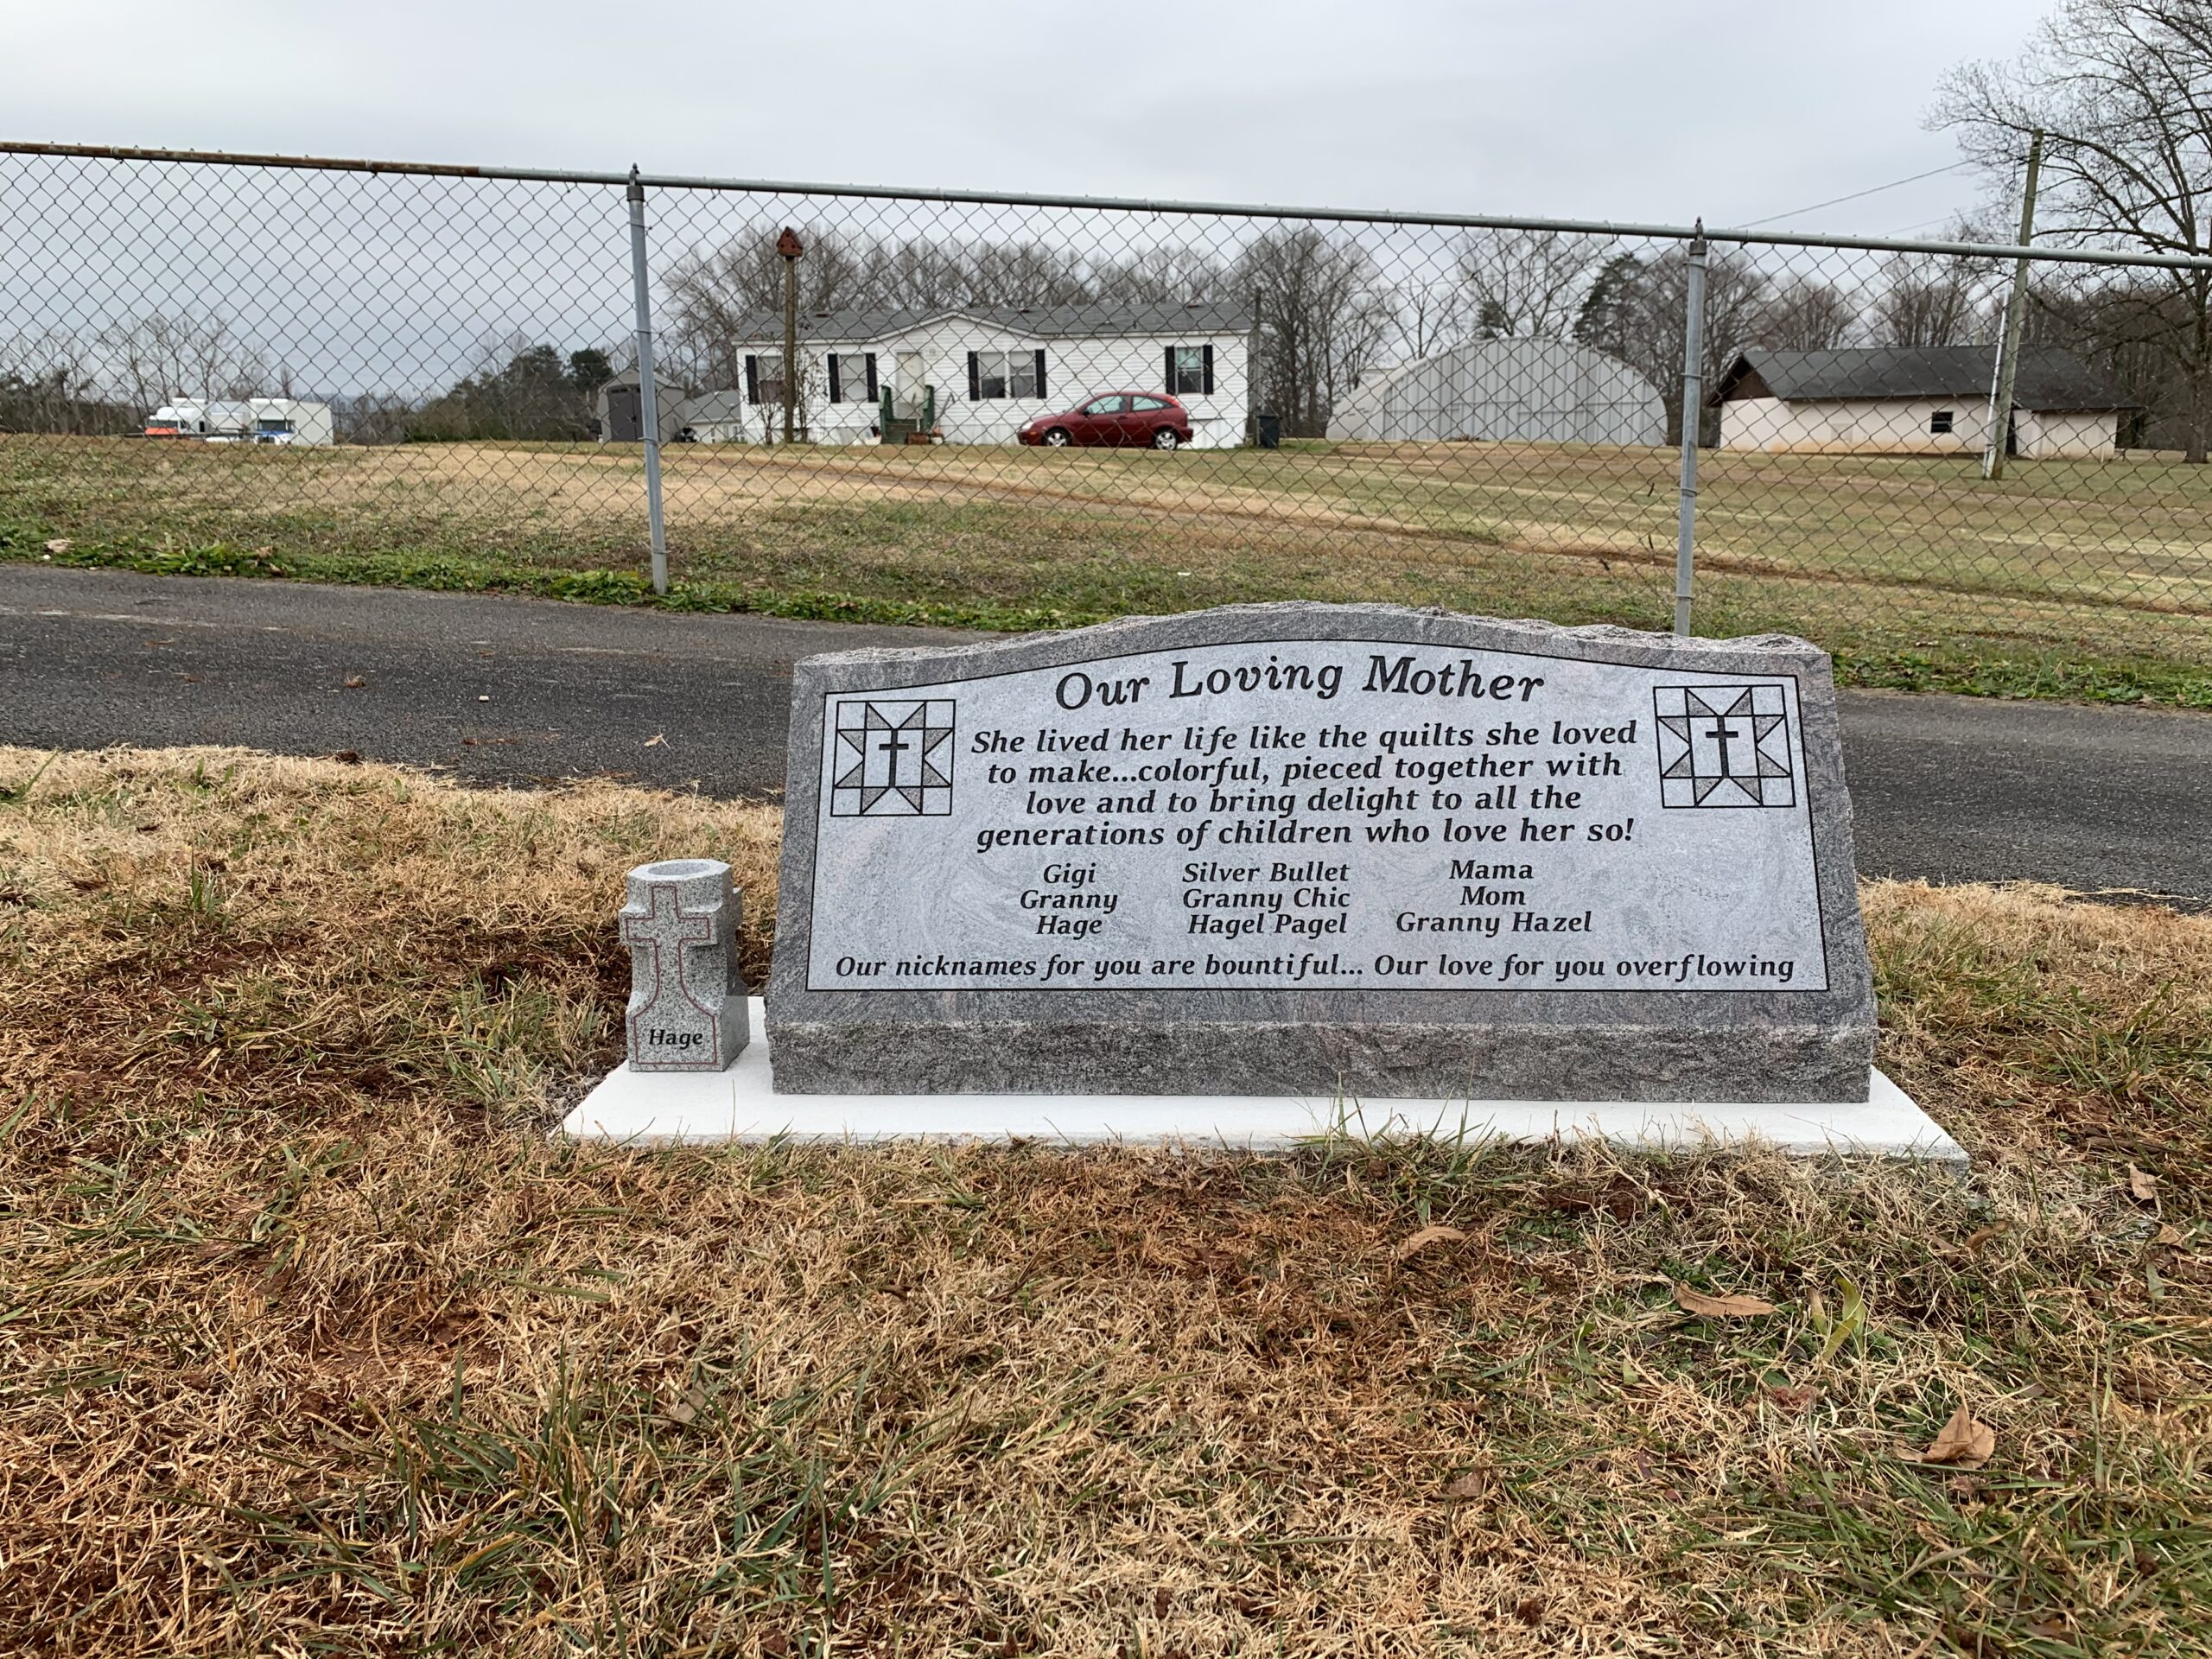 Our Loving Mother
She lived her life like the quilts she loved
to make...colorful, pieced together with
love and to bring delight to all the
generations of children who love her so!
Gigi Silver Bullet Mama
Granny Granny Chic Mom
Hage Hagel Pagel Granny Hazel
Our nicknames for you are bountiful... Our love for you overflowing
Hage